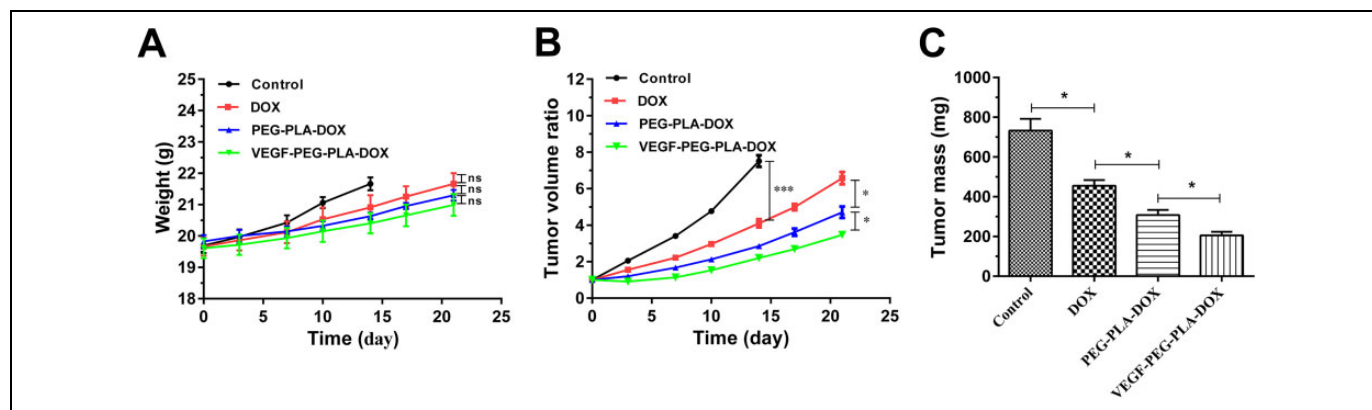 A
Weight (g)
25
24
23
22
21
20
19
18
Control
DOX
PEG-PLA-DOX
VEGF-PEG-PLA-DOX
ns
ns
ns
0 5 10 15 20 25
Time (day)
B
Tumor volume ratio
12
10
8
6
4
2
0
Control
DOX
PEG-PLA-DOX
VEGF-PEG-PLA-DOX
***
*
*
0 5 10 15 20 25
Time (day)
C
Tumor mass (mg)
1000
800
600
400
200
0
*
*
*
Control
DOX
PEG-PLA-DOX
VEGF-PEG-PLA-DOX